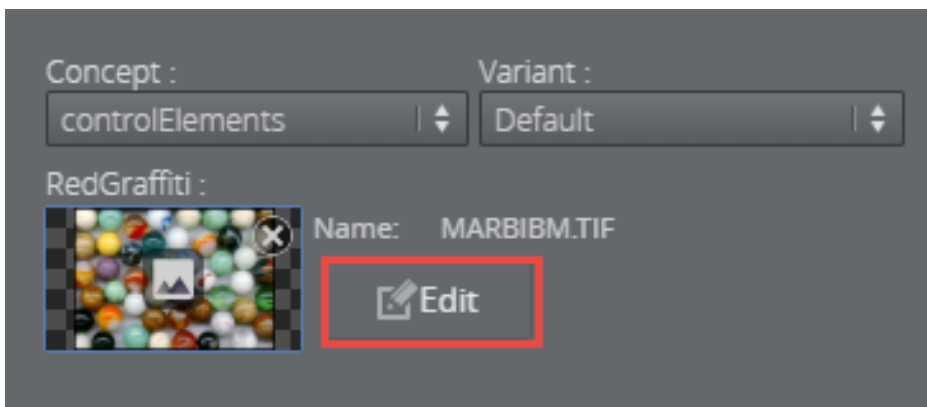 Concept : Variant :
controlElements Default
RedGraffiti :
Name: MARBIBM.TIF
Edit